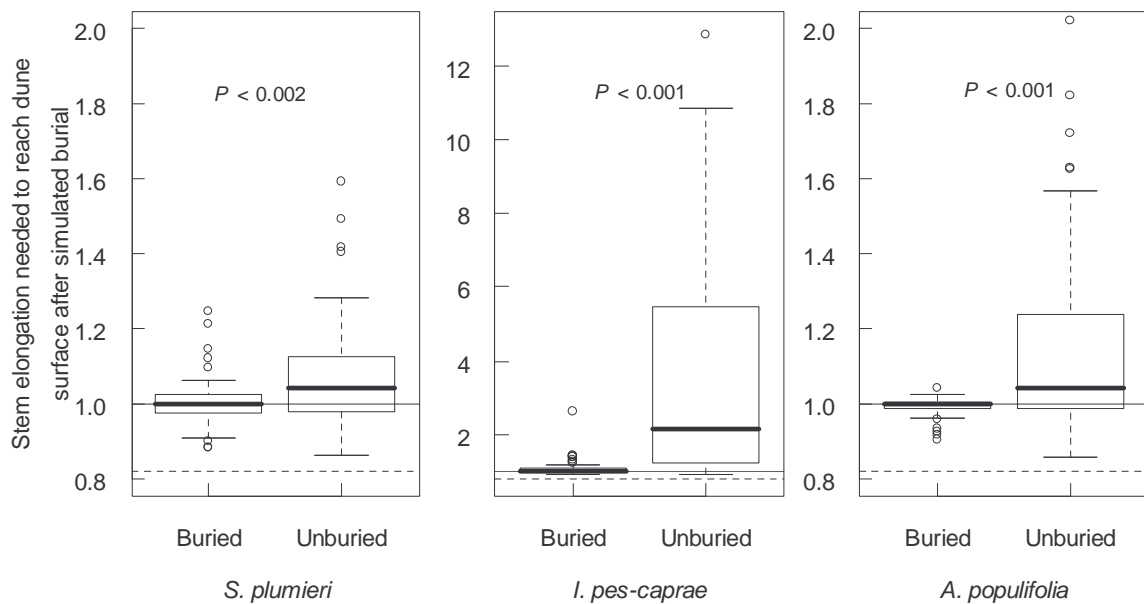 Stem elongation needed to reach dune
surface after simulated burial
2.0
1.8
1.6
1.4
1.2
1.0
0.8
P < 0.002
Buried Unburied
S. plumieri
12
10
8
6
4
2
P < 0.001
Buried Unburied
I. pes-caprae
2.0
1.8
1.6
1.4
1.2
1.0
0.8
P < 0.001
Buried Unburied
A. populifolia